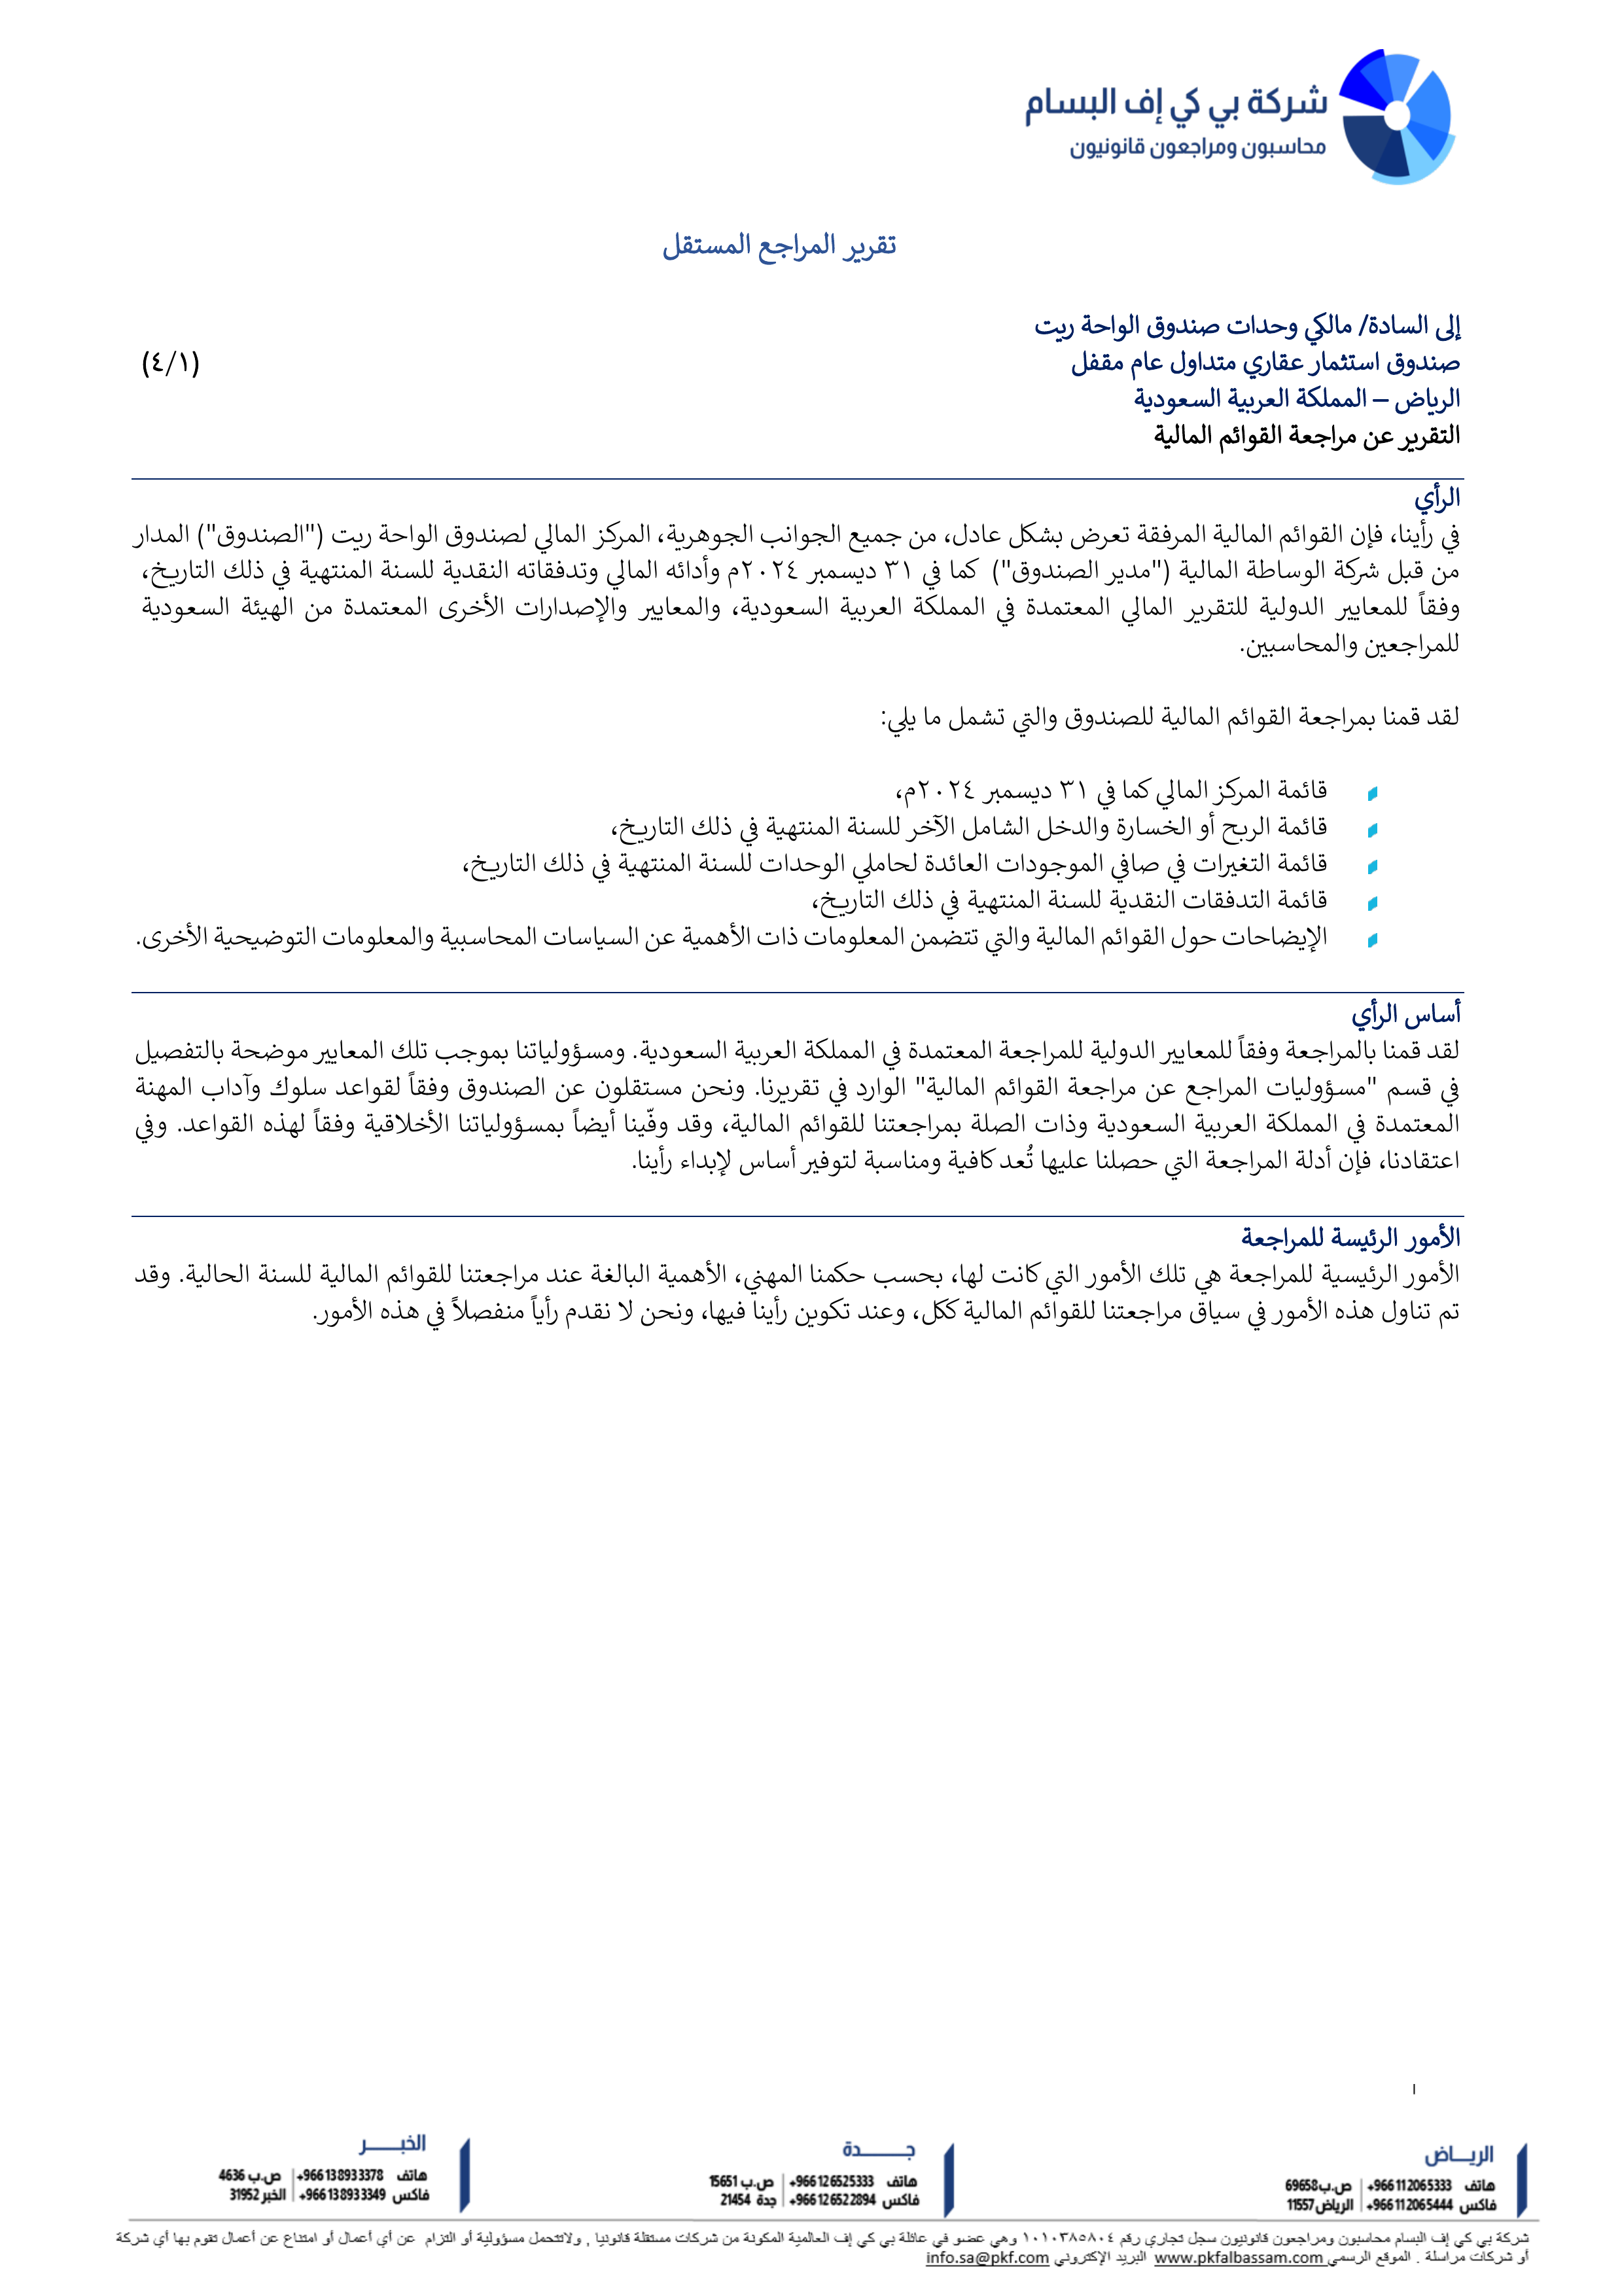 شركة بي كي إف البسام
محاسبون ومراجعون قانونيون
تقرير المراجع المستقل
إلى السادة/ مالكي وحدات صندوق الواحة ريت
صندوق استثمار عقاري متداول عام مقفل
(٤/١)
الرياض – المملكة العربية السعودية
التقرير عن مراجعة القوائم المالية
الرأي
في رأينا، فإن القوائم المالية المرفقة تعرض بشكل عادل، من جميع الجوانب الجوهرية، المركز المالي لصندوق الواحة ريت ("الصندوق") المدار
من قبل شركة الوساطة المالية ("مدير الصندوق") كما في ٣١ ديسمبر ٢٠٢٤م وأدائه المالي وتدفقاته النقدية للسنة المنتهية في ذلك التاريخ،
وفقاً للمعايير الدولية للتقرير المالي المعتمدة في المملكة العربية السعودية، والمعايير والإصدارات الأخرى المعتمدة من الهيئة السعودية
للمراجعين والمحاسبين.
لقد قمنا بمراجعة القوائم المالية للصندوق والتي تشمل ما يلي:
قائمة المركز المالي كما في ٣١ ديسمبر ٢٠٢٤م،
قائمة الربح أو الخسارة والدخل الشامل الآخر للسنة المنتهية في ذلك التاريخ،
قائمة التغيرات في صافي الموجودات العائدة لحاملي الوحدات للسنة المنتهية في ذلك التاريخ،
قائمة التدفقات النقدية للسنة المنتهية في ذلك التاريخ،
الإيضاحات حول القوائم المالية والتي تتضمن المعلومات ذات الأهمية عن السياسات المحاسبية والمعلومات التوضيحية الأخرى.
أساس الرأي
لقد قمنا بالمراجعة وفقاً للمعايير الدولية للمراجعة المعتمدة في المملكة العربية السعودية. ومسؤولياتنا بموجب تلك المعايير موضحة بالتفصيل
في قسم "مسؤوليات المراجع عن مراجعة القوائم المالية" الوارد في تقريرنا. ونحن مستقلون عن الصندوق وفقاً لقواعد سلوك وآداب المهنة
المعتمدة في المملكة العربية السعودية وذات الصلة بمراجعتنا للقوائم المالية، وقد وفّينا أيضاً بمسؤولياتنا الأخلاقية وفقاً لهذه القواعد. وفي
اعتقادنا، فإن أدلة المراجعة التي حصلنا عليها تُعد كافية ومناسبة لتوفير أساس لإبداء رأينا.
الأمور الرئيسة للمراجعة
الأمور الرئيسية للمراجعة هي تلك الأمور التي كانت لها، بحسب حكمنا المهني، الأهمية البالغة عند مراجعتنا للقوائم المالية للسنة الحالية. وقد
تم تناول هذه الأمور في سياق مراجعتنا للقوائم المالية ككل، وعند تكوين رأينا فيها، ونحن لا نقدم رأياً منفصلاً في هذه الأمور.
١
الريـــاض
هاتف +966112065333 | ص.ب 69658
فاكس +966112065444 | الرياض 11557
جـــــدة
هاتف +966126525333 | ص.ب 15651
فاكس +966126522894 | جدة 21454
الخبـــــر
هاتف +966138933378 | ص.ب 4636
فاكس +966138933349 | الخبر 31952
شركة بي كي إف البسام محاسبون ومراجعون قانونيون سجل تجاري رقم ١٠١٠٣٨٥٨٠٤ وهي عضو في عائلة بي كي إف العالمية المكونة من شركات مستقلة قانونيا , ولاتتحمل مسؤولية أو التزام عن أي أعمال أو امتناع عن أعمال تقوم بها أي شركة
أو شركات مراسلة . الموقع الرسمي www.pkfalbassam.com البريد الإكتروني info.sa@pkf.com